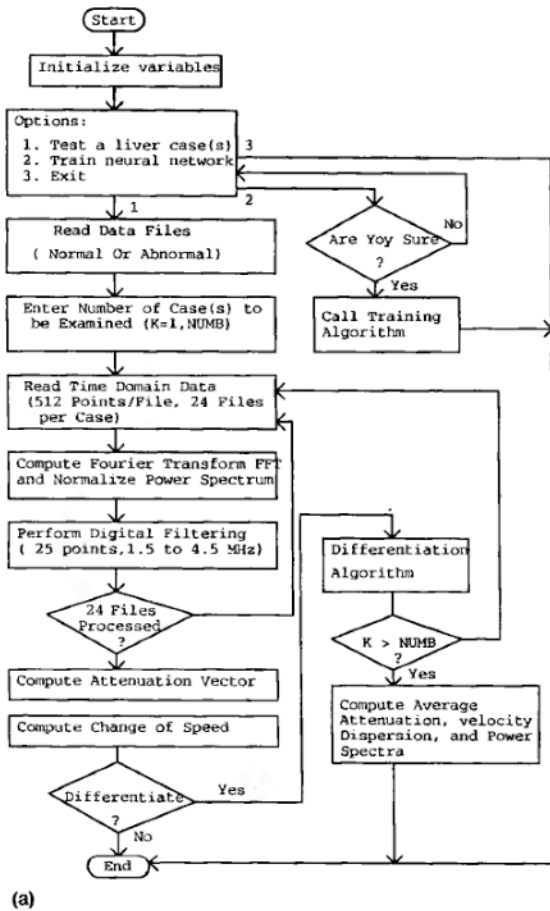 Start
Initialize variables
Options:
1. Test a liver case(s)
2. Train neural network
3. Exit
3
2
1
Read Data Files
( Normal Or Abnormal)
No
Are Yoy Sure
?
Yes
Enter Number of Case(s) to
be Examined (K=1,NUMB)
Call Training
Algorithm
Read Time Domain Data
(512 Points/File, 24 Files
per Case)
Compute Fourier Transform FFT
and Normalize Power Spectrum
Perform Digital Filtering
( 25 points,1.5 to 4.5 MHz)
Differentiation
Algorithm
24 Files
Processed
?
K > NUMB
?
Yes
Compute Attenuation Vector
Compute Change of Speed
Compute Average
Attenuation, velocity
Dispersion, and Power
Spectra
Differentiate
?
Yes
No
End
(a)